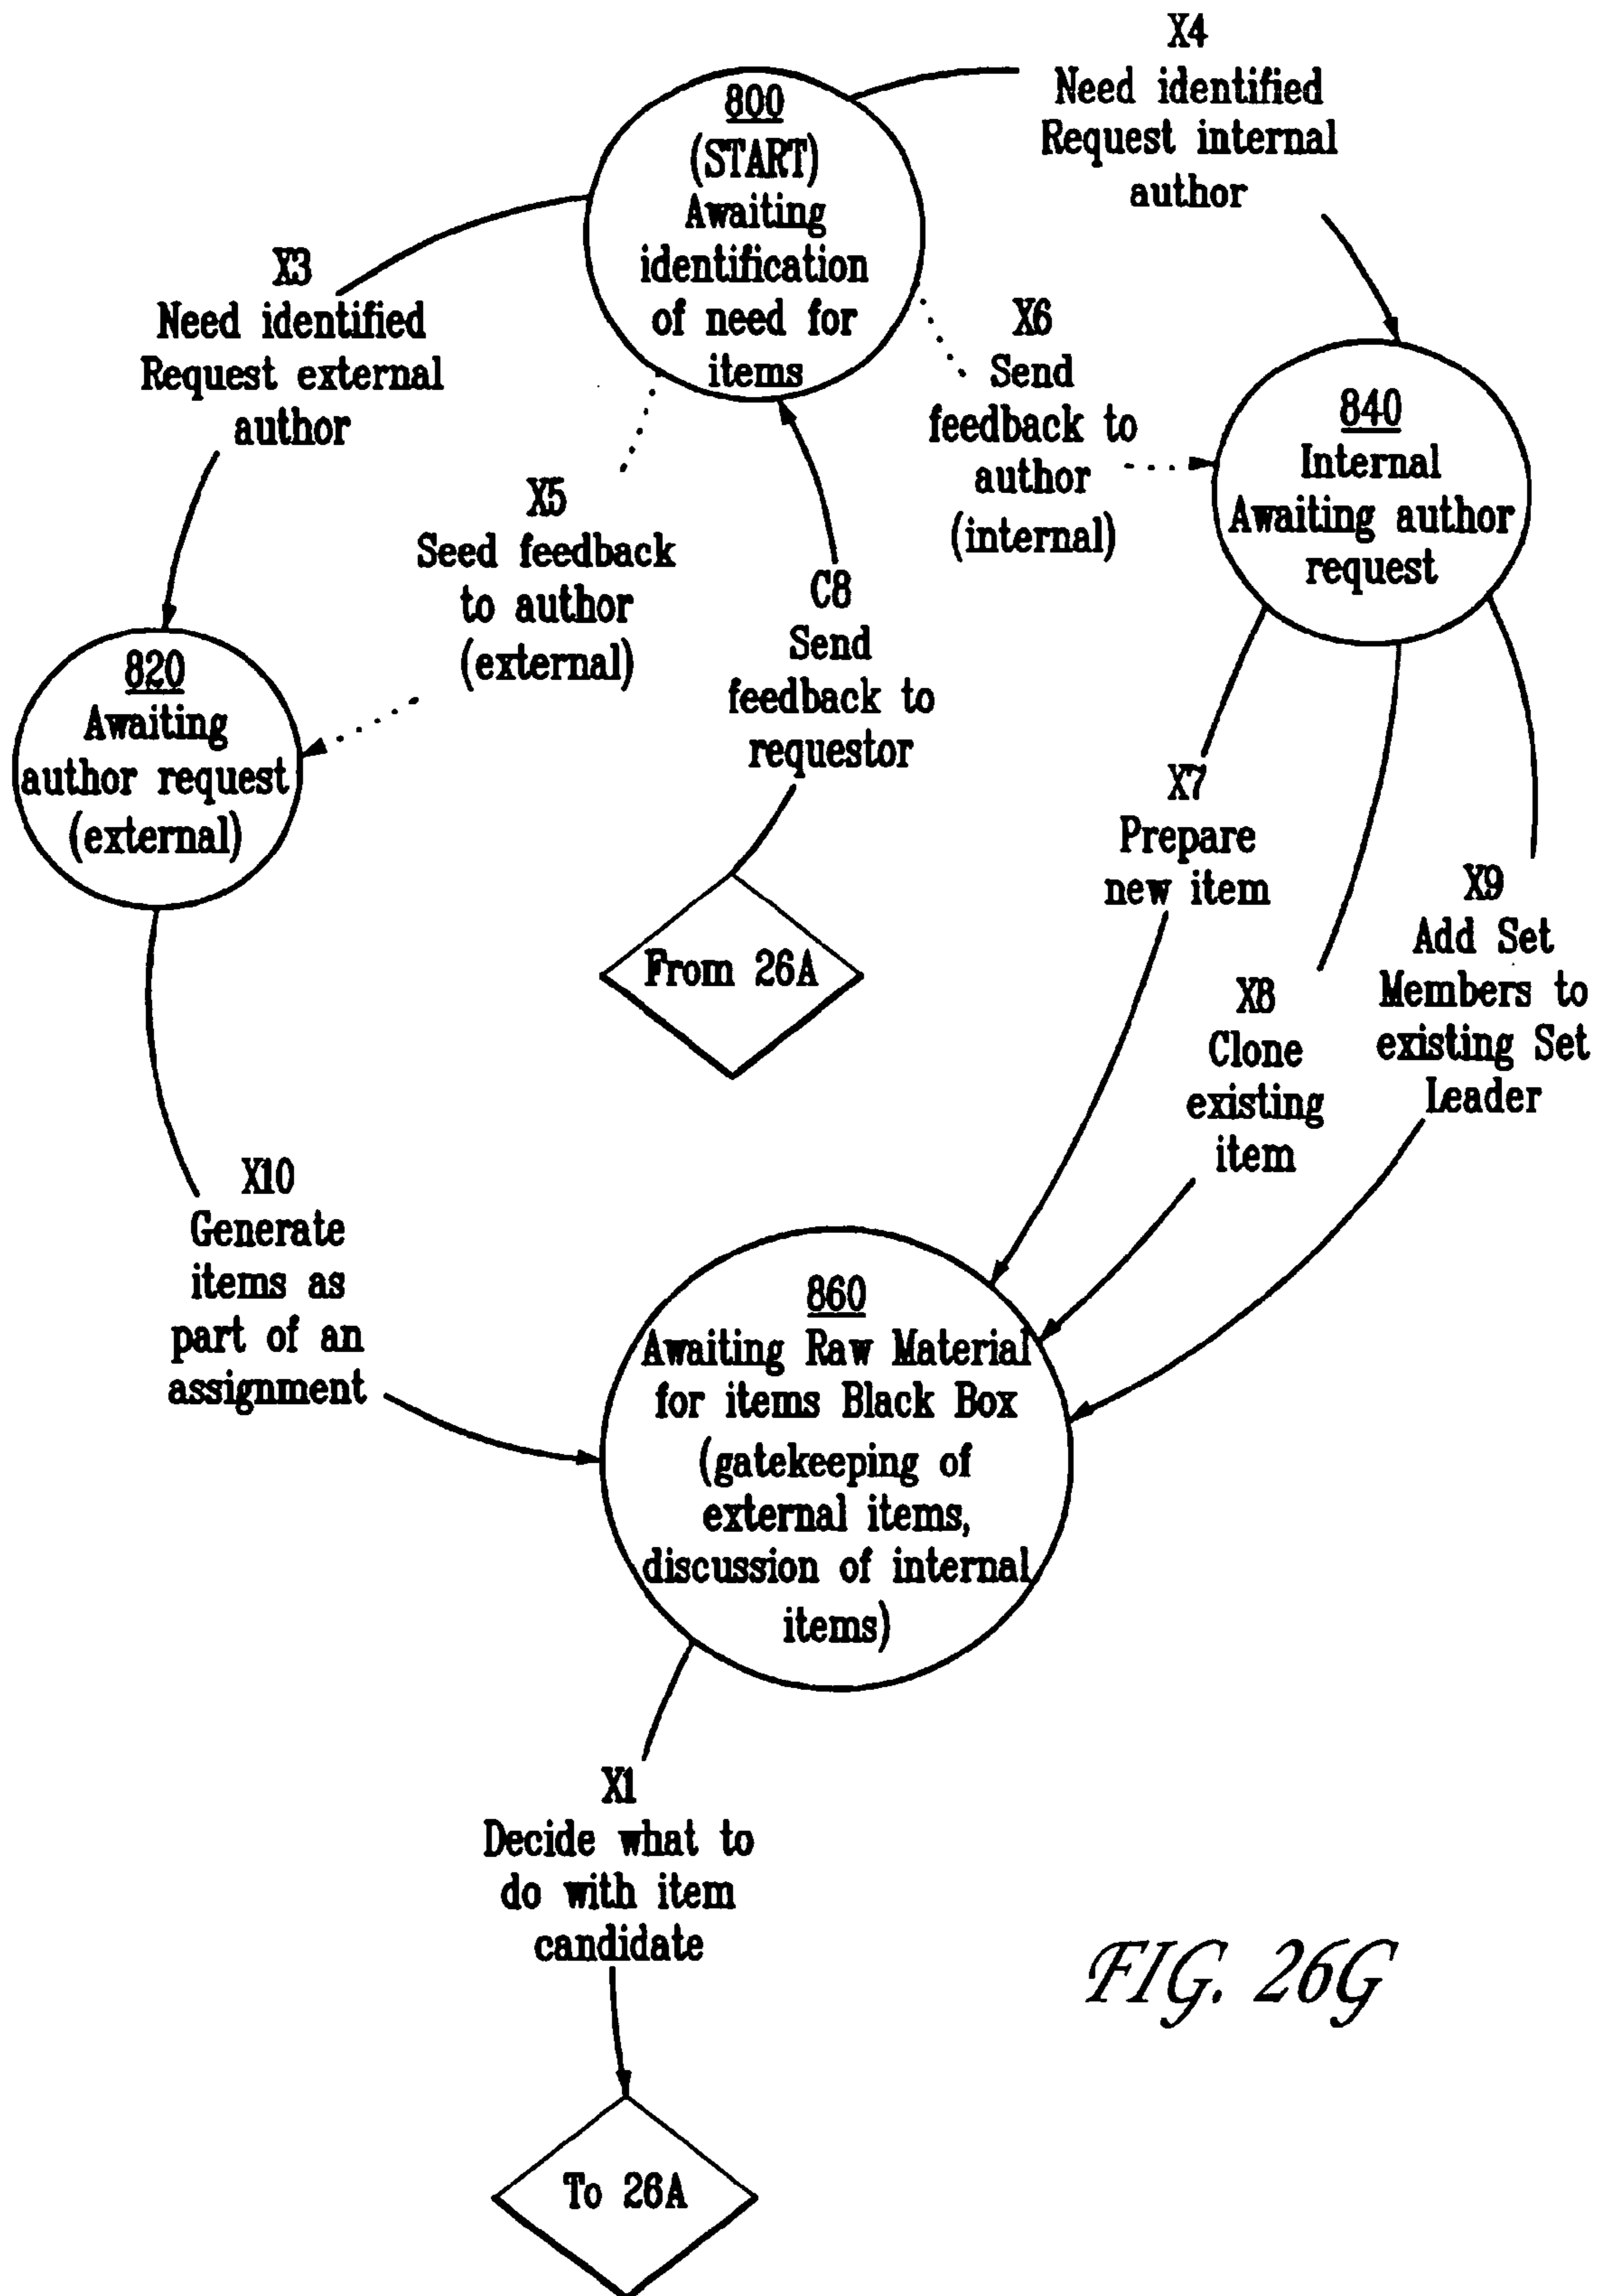 X4
Need identified
Request internal
author
800
(START)
Awaiting
identification
of need for
items
X3
Need identified
Request external
author
X6
Send
feedback to
author
(internal)
840
Internal
Awaiting author
request
X5
Seed feedback
to author
(external)
C8
Send
feedback to
requestor
820
Awaiting
author request
(external)
From 26A
X7
Prepare
new item
X8
Clone
existing
item
X9
Add Set
Members to
existing Set
Leader
X10
Generate
items as
part of an
assignment
860
Awaiting Raw Material
for items Black Box
(gatekeeping of
external items,
discussion of internal
items)
X1
Decide what to
do with item
candidate
To 26A
FIG. 26G